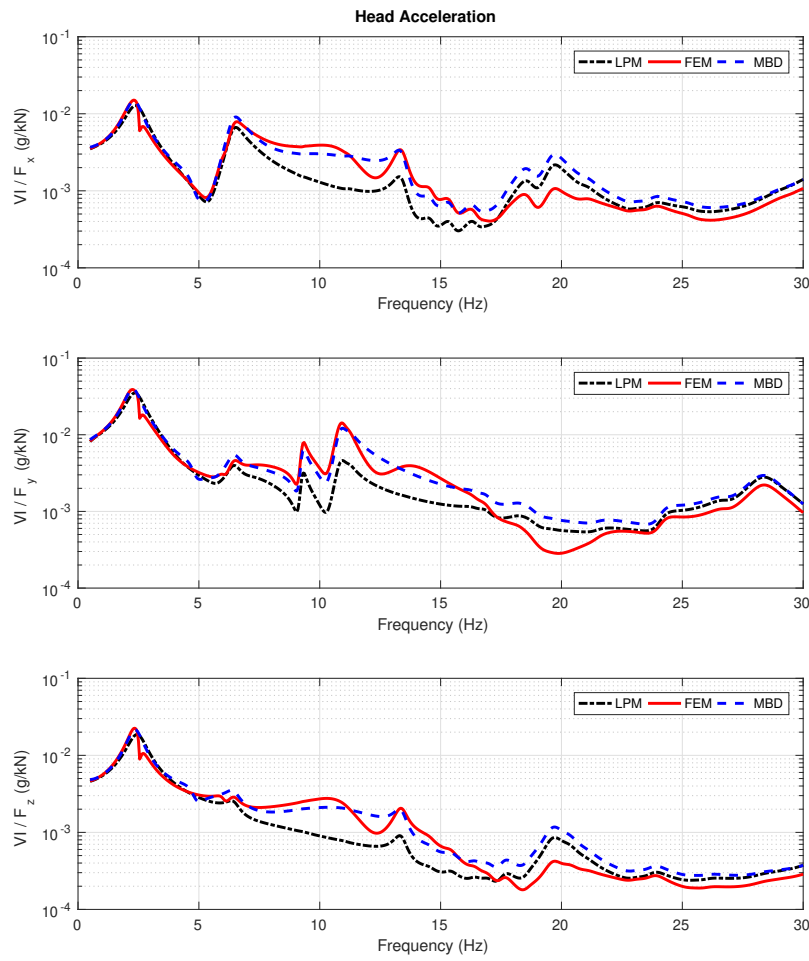 Head Acceleration
10^-1
10^-2
10^-3
10^-4
VI / F_x (g/kN)
LPM FEM MBD
0 5 10 15 20 25 30
Frequency (Hz)
10^-1
10^-2
10^-3
10^-4
VI / F_y (g/kN)
LPM FEM MBD
0 5 10 15 20 25 30
Frequency (Hz)
10^-1
10^-2
10^-3
10^-4
VI / F_z (g/kN)
LPM FEM MBD
0 5 10 15 20 25 30
Frequency (Hz)